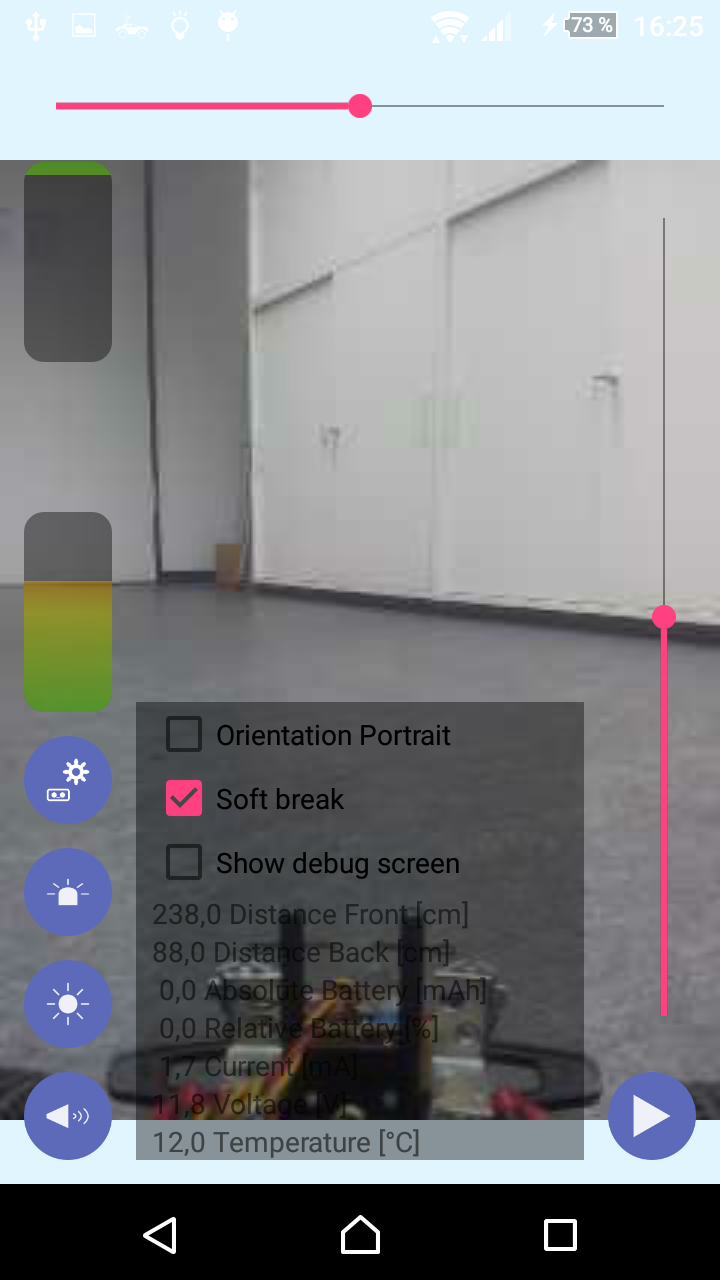 73 %
16:25
Orientation Portrait
Soft break
Show debug screen
238,0 Distance Front [cm]
88,0 Distance Back [cm]
0,0 Absolute Battery [mAh]
0,0 Relative Battery [%]
1,7 Current [mA]
11,8 Voltage [V]
12,0 Temperature [°C]